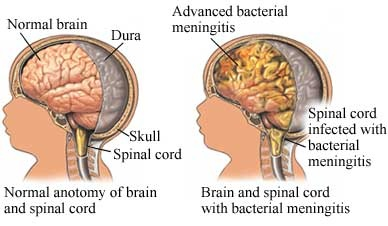 Normal brain
Dura
Skull
Spinal cord
Normal anotomy of brain
and spinal cord
Advanced bacterial
meningitis
Spinal cord
infected with
bacterial
meningitis
Brain and spinal cord
with bacterial meningitis